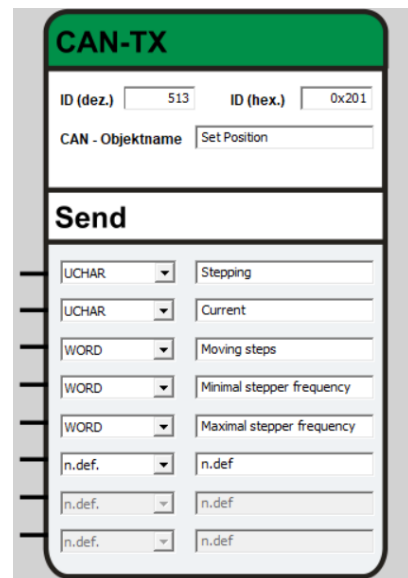 CAN-TX
ID (dez.) 513 ID (hex.) 0x201
CAN - Objektname Set Position
Send
UCHAR Stepping
UCHAR Current
WORD Moving steps
WORD Minimal stepper frequency
WORD Maximal stepper frequency
n.def. n.def
n.def. n.def
n.def. n.def